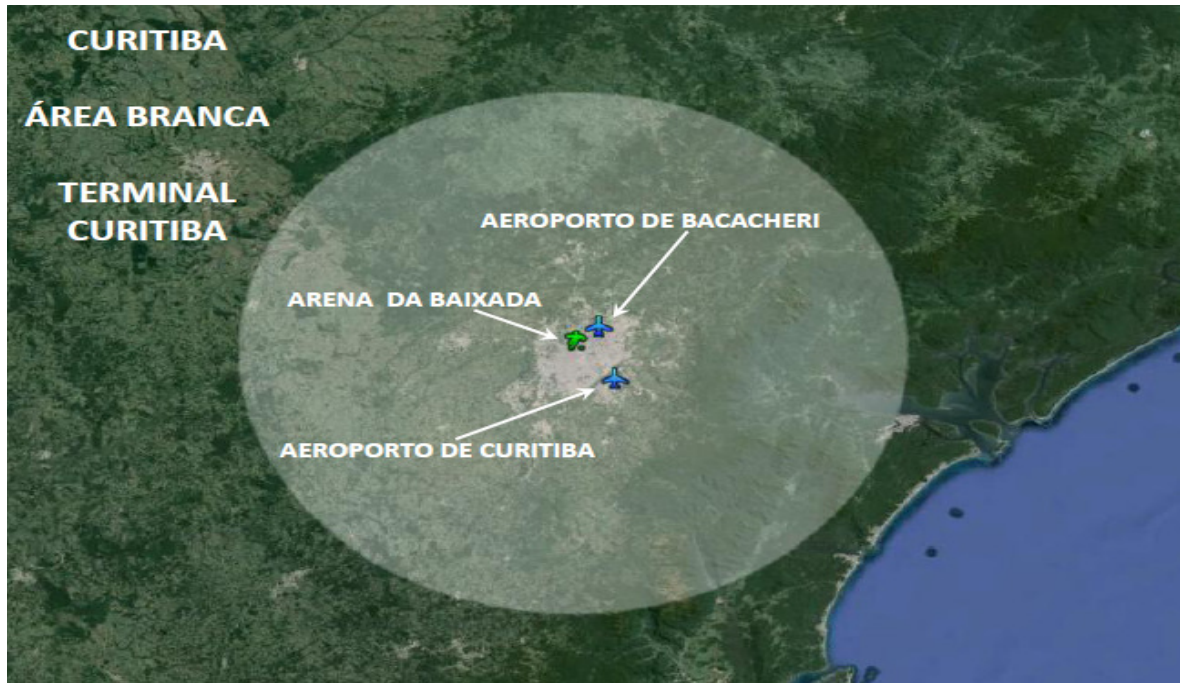 CURITIBA
ÁREA BRANCA
TERMINAL
CURITIBA
AEROPORTO DE BACACHERI
ARENA DA BAIXADA
AEROPORTO DE CURITIBA